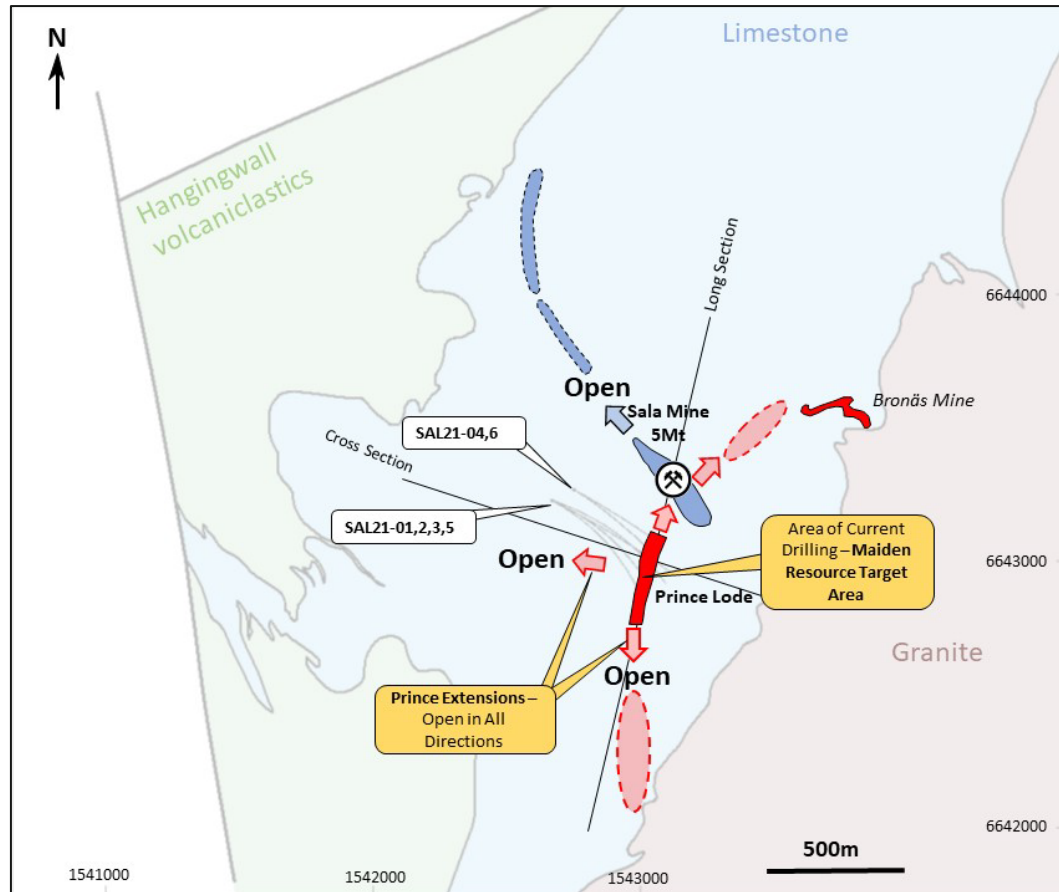 N
Limestone
Hangingwall
volcaniclastics
Long Section
6644000
Open
Sala Mine
5Mt
Bronäs Mine
SAL21-04,6
Cross Section
SAL21-01,2,3,5
Open
Area of Current
Drilling – Maiden
Resource Target
Area
6643000
Prince Lode
Granite
Open
Prince Extensions –
Open in All
Directions
6642000
500m
1541000
1542000
1543000